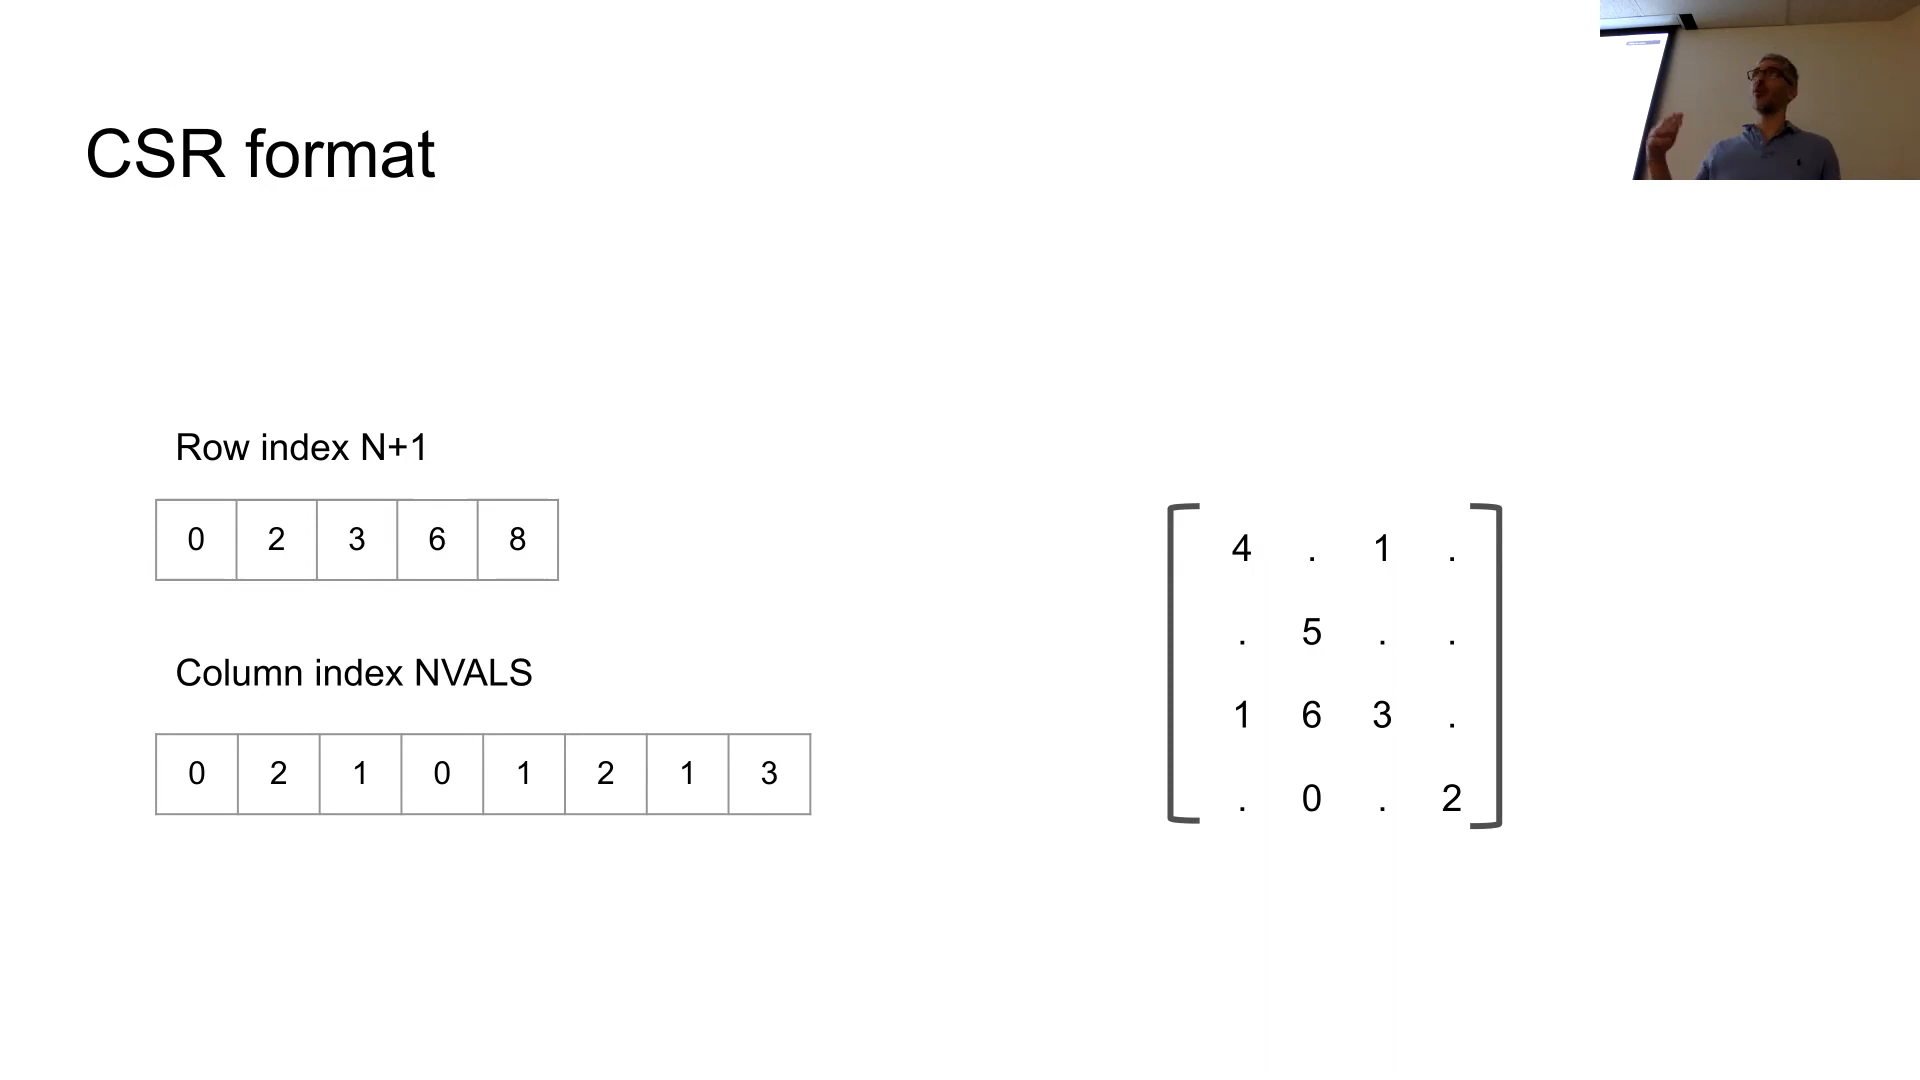 CSR format
Row index N+1
0 2 3 6 8
Column index NVALS
0 2 1 0 1 2 1 3
4 . 1 .
. 5 . .
1 6 3 .
. 0 . 2